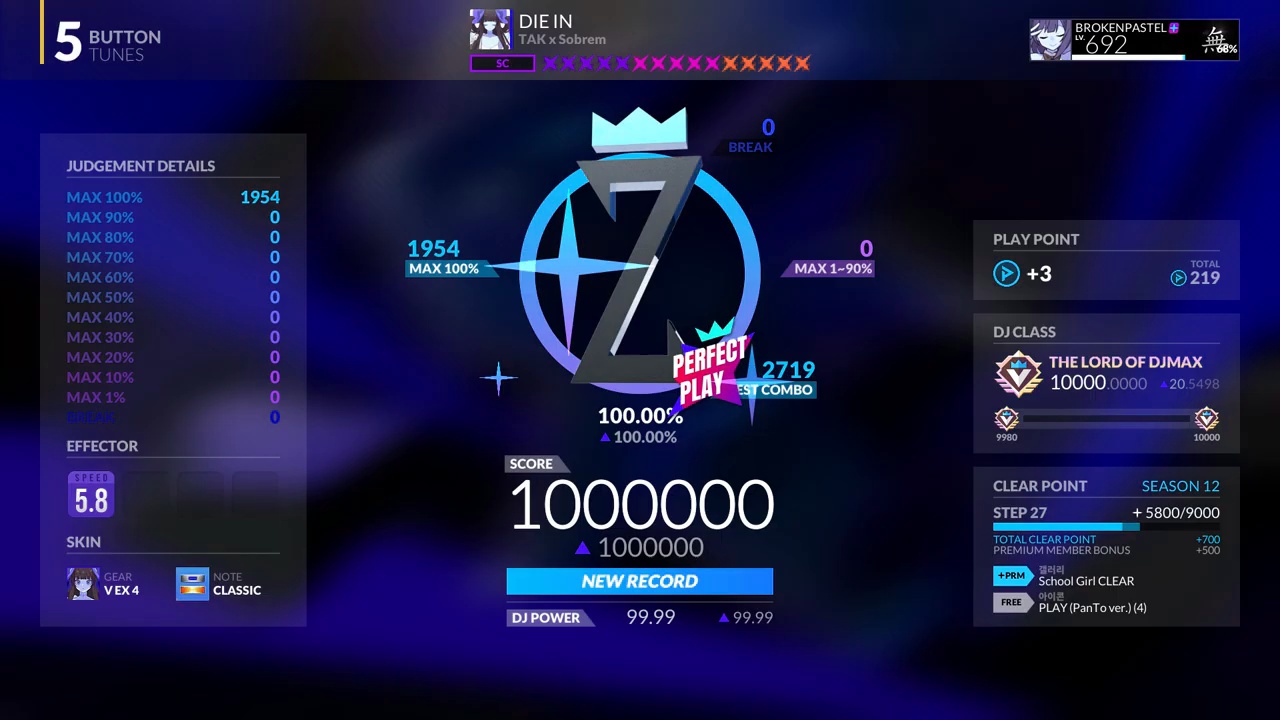 5 BUTTON
TUNES
DIE IN
TAK x Sobrem
SC
BROKENPASTEL
LV. 692
無
68%
JUDGEMENT DETAILS
MAX 100% 1954
MAX 90% 0
MAX 80% 0
MAX 70% 0
MAX 60% 0
MAX 50% 0
MAX 40% 0
MAX 30% 0
MAX 20% 0
MAX 10% 0
MAX 1% 0
BREAK 0
EFFECTOR
SPEED
5.8
SKIN
GEAR
V EX 4
NOTE
CLASSIC
0
BREAK
Z
1954
MAX 100%
0
MAX 1~90%
PERFECT
PLAY
2719
EST COMBO
100.00%
100.00%
SCORE
1000000
1000000
NEW RECORD
DJ POWER 99.99 99.99
PLAY POINT
+3
TOTAL
219
DJ CLASS
THE LORD OF DJMAX
10000.0000 20.5498
9980 10000
CLEAR POINT SEASON 12
STEP 27 + 5800/9000
TOTAL CLEAR POINT +700
PREMIUM MEMBER BONUS +500
+PRM 갤러리
School Girl CLEAR
FREE 아이콘
PLAY (PanTo ver.) (4)